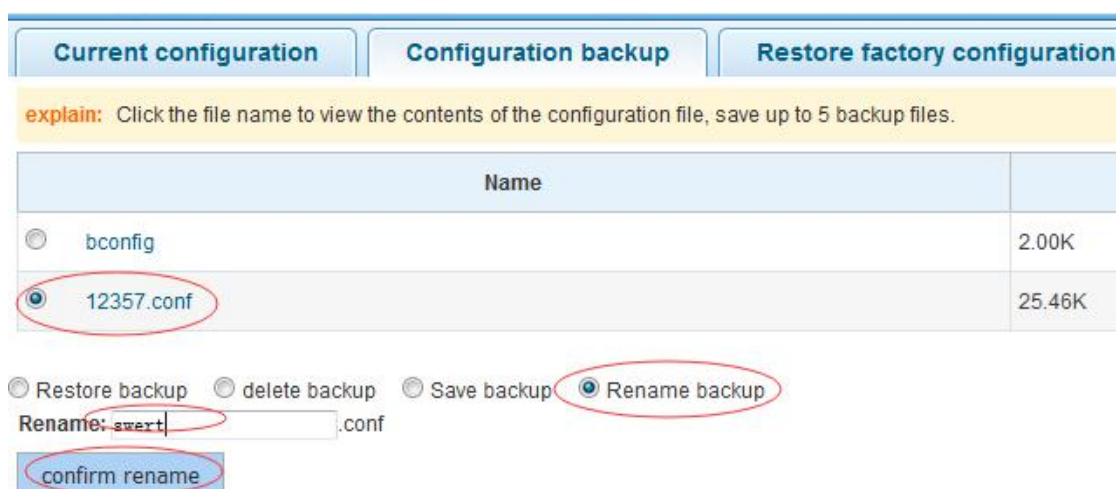 Current configuration Configuration backup Restore factory configuration
explain: Click the file name to view the contents of the configuration file, save up to 5 backup files.
Name
bconfig 2.00K
12357.conf 25.46K
Restore backup delete backup Save backup Rename backup
Rename: swert .conf
confirm rename